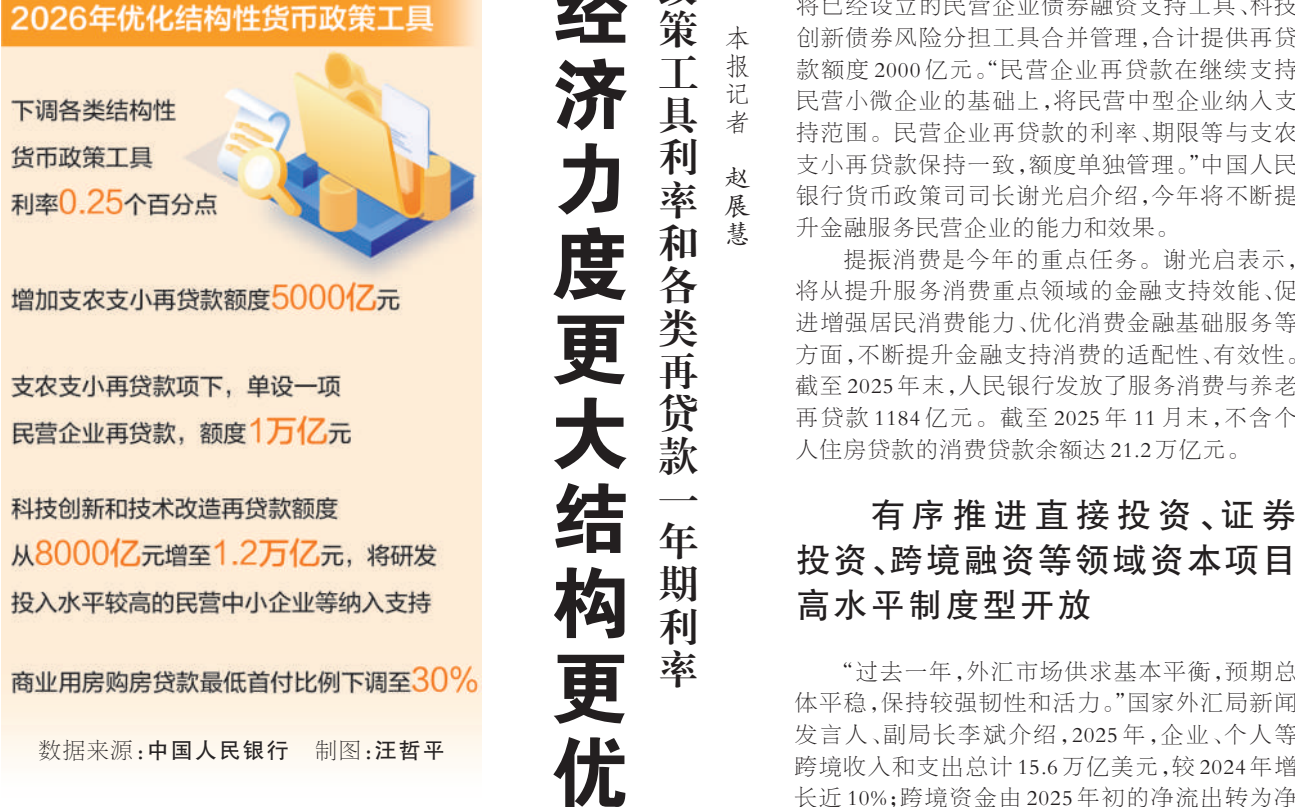 2026年优化结构性货币政策工具
下调各类结构性
货币政策工具
利率0.25个百分点
增加支农支小再贷款额度5000亿元
支农支小再贷款项下，单设一项
民营企业再贷款，额度1万亿元
科技创新和技术改造再贷款额度
从8000亿元增至1.2万亿元，将研发
投入水平较高的民营中小企业等纳入支持
商业用房购房贷款最低首付比例下调至30%
数据来源：中国人民银行 制图：汪哲平
经济力度更大结构更优
政策工具利率和各类再贷款一年期利率
本报记者 赵展慧
将已经设立的民营企业债券融资支持工具、科技
创新债券风险分担工具合并管理，合计提供再贷
款额度2000亿元。“民营企业再贷款在继续支持
民营小微企业的基础上，将民营中型企业纳入支
持范围。民营企业再贷款的利率、期限等与支农
支小再贷款保持一致，额度单独管理。”中国人民
银行货币政策司司长谢光启介绍，今年将不断提
升金融服务民营企业的能力和效果。
提振消费是今年的重点任务。谢光启表示，
将从提升服务消费重点领域的金融支持效能、促
进增强居民消费能力、优化消费金融基础服务等
方面，不断提升金融支持消费的适配性、有效性。
截至2025年末，人民银行发放了服务消费与养老
再贷款1184亿元。截至2025年11月末，不含个
人住房贷款的消费贷款余额达21.2万亿元。
有序推进直接投资、证券
投资、跨境融资等领域资本项目
高水平制度型开放
“过去一年，外汇市场供求基本平衡，预期总
体平稳，保持较强韧性和活力。”国家外汇局新闻
发言人、副局长李斌介绍，2025年，企业、个人等
跨境收入和支出总计15.6万亿美元，较2024年增
长近10%；跨境资金由2025年初的净流出转为净